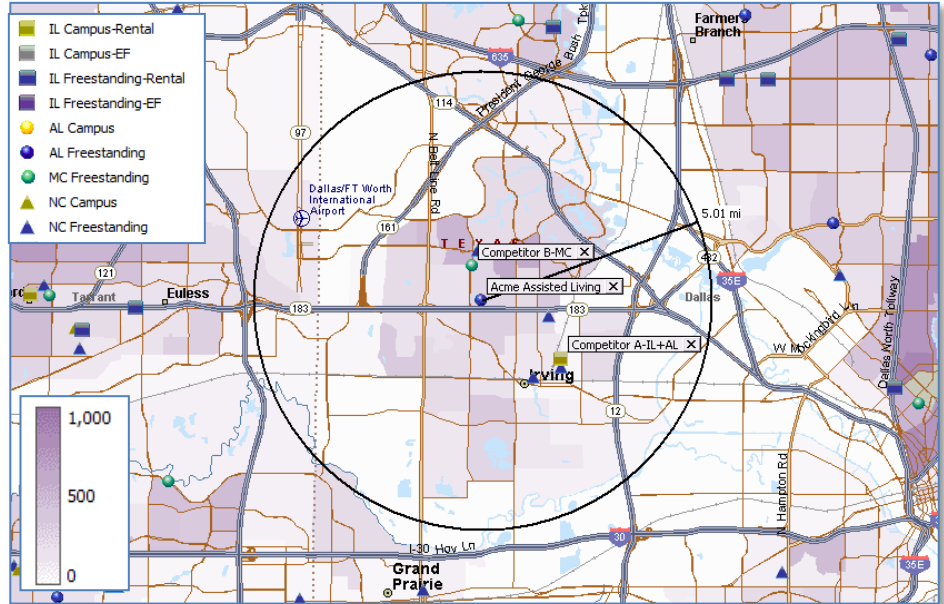 IL Campus-Rental
IL Campus-EF
IL Freestanding-Rental
IL Freestanding-EF
AL Campus
AL Freestanding
MC Freestanding
NC Campus
NC Freestanding
Farmers
Branch
635
President George Bush Tpk
114
97
N Belt Line Rd
Dallas/FT Worth
International
Airport
161
5.01 mi
TEXAS
Competitor B-MC X
482
121
Tarrant
Euless
Acme Assisted Living X
35E
Dallas
183
183
183
Competitor A-IL+AL X
W Mockingbird Ln
Dallas North Tollway
Irving
12
1,000
500
0
N Hampton Rd
I-30 Hov Ln
30
35E
Grand
Prairie